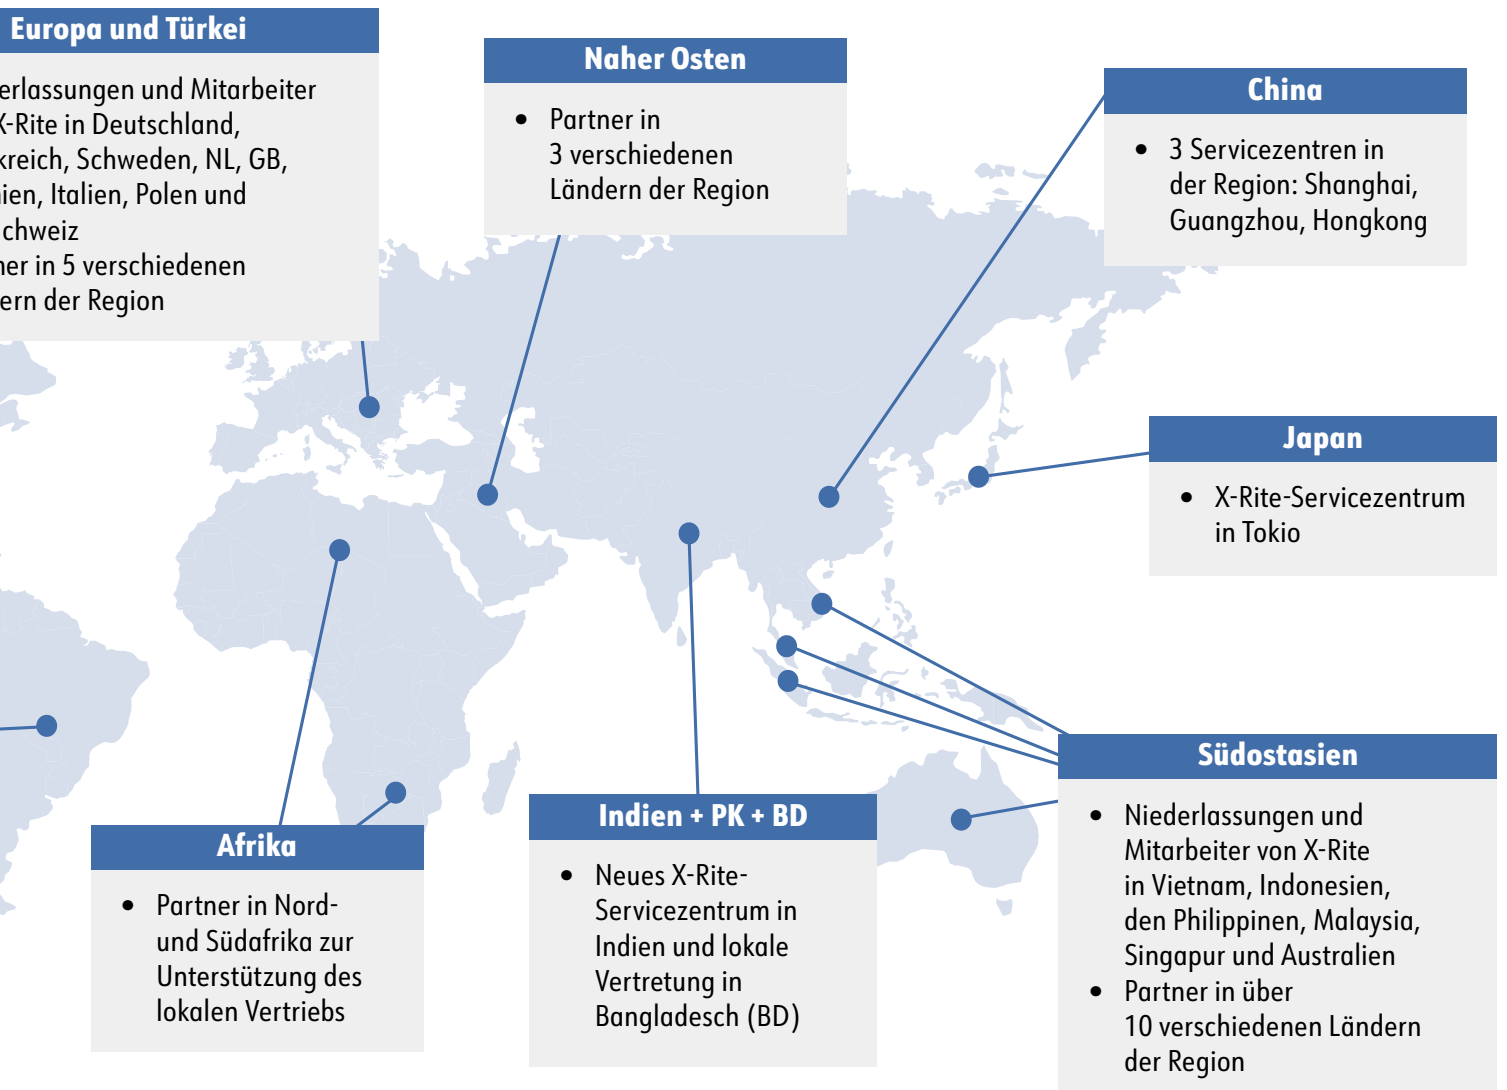 Europa und Türkei
erlassungen und Mitarbeiter
X-Rite in Deutschland,
kreich, Schweden, NL, GB,
ien, Italien, Polen und
chweiz
ner in 5 verschiedenen
ern der Region
Naher Osten
• Partner in
3 verschiedenen
Ländern der Region
China
• 3 Servicezentren in
der Region: Shanghai,
Guangzhou, Hongkong
Japan
• X-Rite-Servicezentrum
in Tokio
Afrika
• Partner in Nord-
und Südafrika zur
Unterstützung des
lokalen Vertriebs
Indien + PK + BD
• Neues X-Rite-
Servicezentrum in
Indien und lokale
Vertretung in
Bangladesch (BD)
Südostasien
• Niederlassungen und
Mitarbeiter von X-Rite
in Vietnam, Indonesien,
den Philippinen, Malaysia,
Singapur und Australien
• Partner in über
10 verschiedenen Ländern
der Region